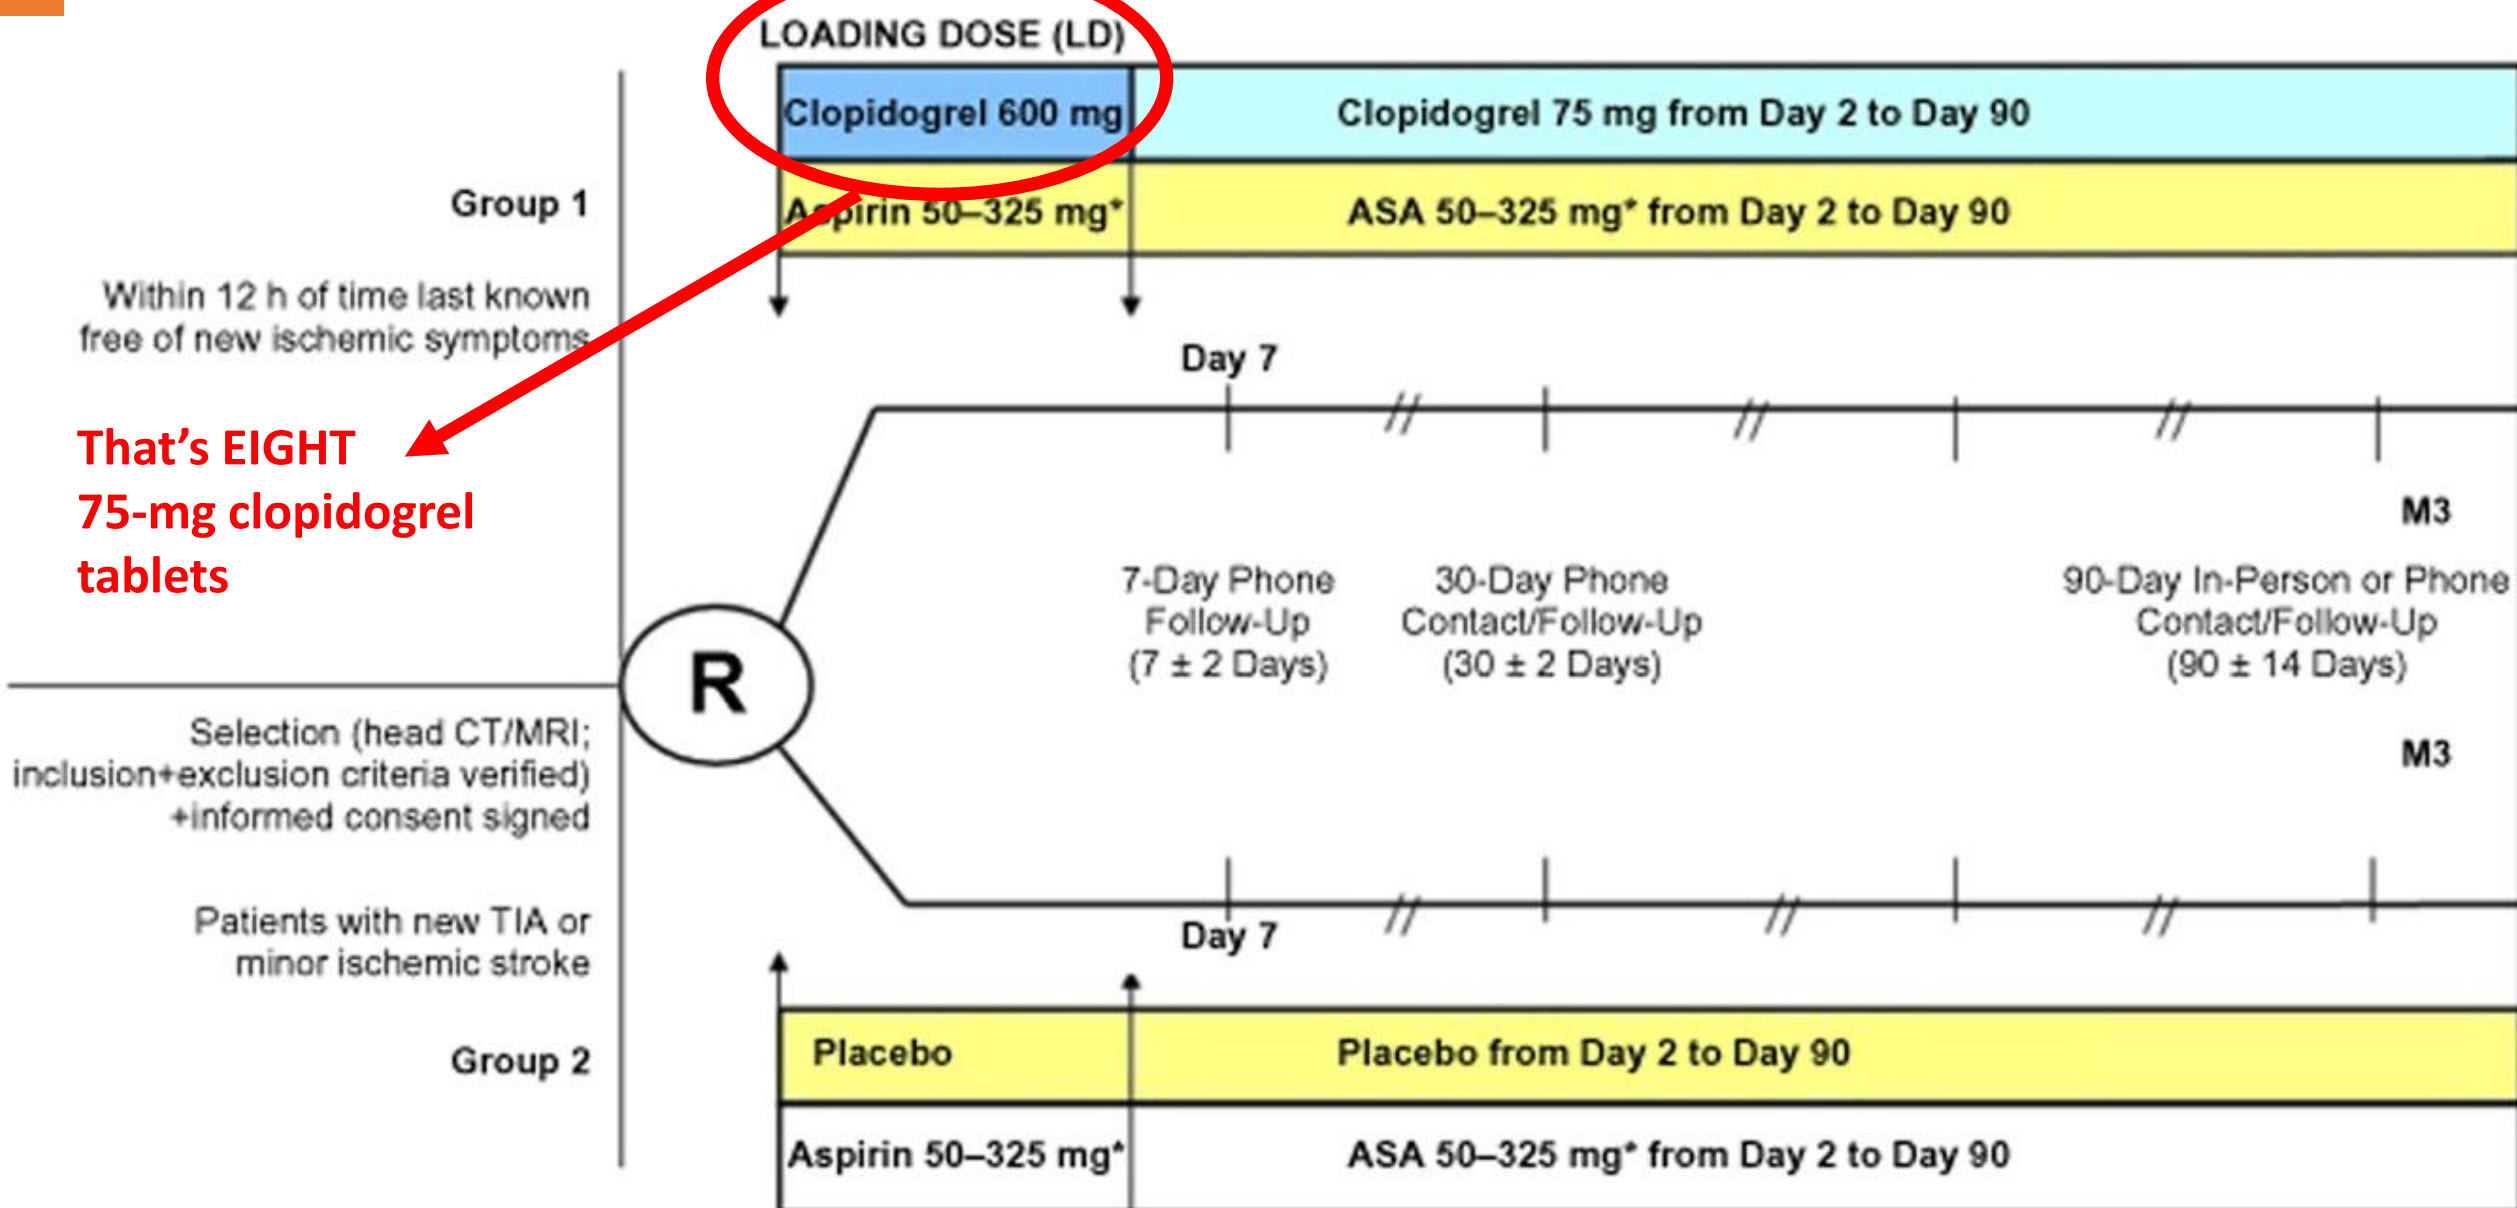 LOADING DOSE (LD)
Clopidogrel 600 mg
Clopidogrel 75 mg from Day 2 to Day 90
Group 1
Aspirin 50–325 mg*
ASA 50–325 mg* from Day 2 to Day 90
Within 12 h of time last known
free of new ischemic symptoms
Day 7
That’s EIGHT
75-mg clopidogrel
tablets
M3
7-Day Phone
Follow-Up
(7 ± 2 Days)
30-Day Phone
Contact/Follow-Up
(30 ± 2 Days)
90-Day In-Person or Phone
Contact/Follow-Up
(90 ± 14 Days)
R
Selection (head CT/MRI;
inclusion+exclusion criteria verified)
+informed consent signed
M3
Patients with new TIA or
minor ischemic stroke
Day 7
Group 2
Placebo
Placebo from Day 2 to Day 90
Aspirin 50–325 mg*
ASA 50–325 mg* from Day 2 to Day 90